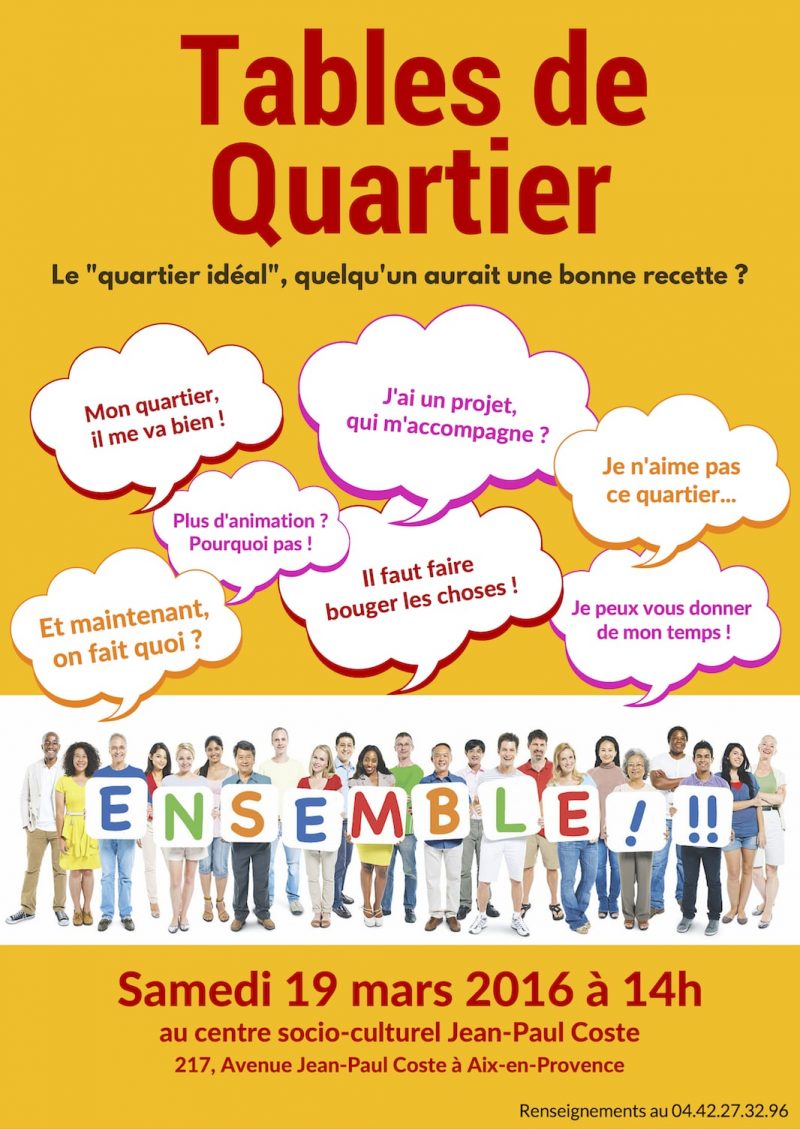 Tables de
Quartier
Le "quartier idéal", quelqu'un aurait une bonne recette ?
Mon quartier,
il me va bien !
J'ai un projet,
qui m'accompagne ?
Je n'aime pas
ce quartier...
Plus d'animation ?
Pourquoi pas !
Il faut faire
bouger les choses !
Et maintenant,
on fait quoi ?
Je peux vous donner
de mon temps !
ENSEMBLE!!!
Samedi 19 mars 2016 à 14h
au centre socio-culturel Jean-Paul Coste
217, Avenue Jean-Paul Coste à Aix-en-Provence
Renseignements au 04.42.27.32.96